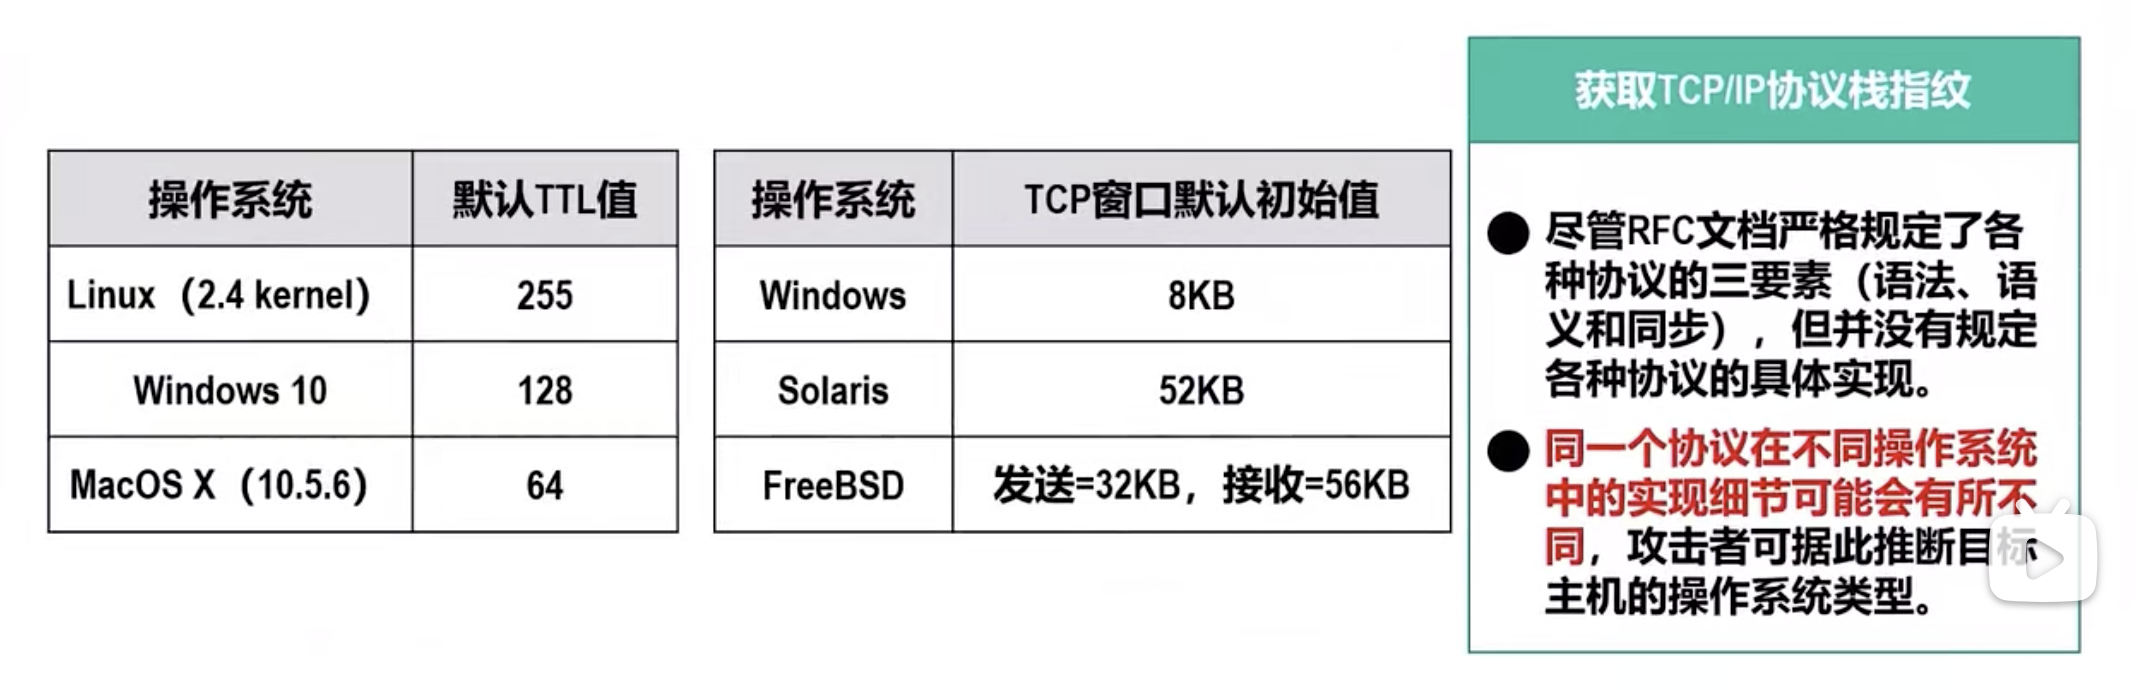 操作系统 默认TTL值
Linux（2.4 kernel） 255
Windows 10 128
MacOS X（10.5.6） 64
操作系统 TCP窗口默认初始值
Windows 8KB
Solaris 52KB
FreeBSD 发送=32KB，接收=56KB
获取TCP/IP协议栈指纹
● 尽管RFC文档严格规定了各
种协议的三要素（语法、语
义和同步），但并没有规定
各种协议的具体实现。
● 同一个协议在不同操作系统
中的实现细节可能会有所不
同，攻击者可据此推断目标
主机的操作系统类型。